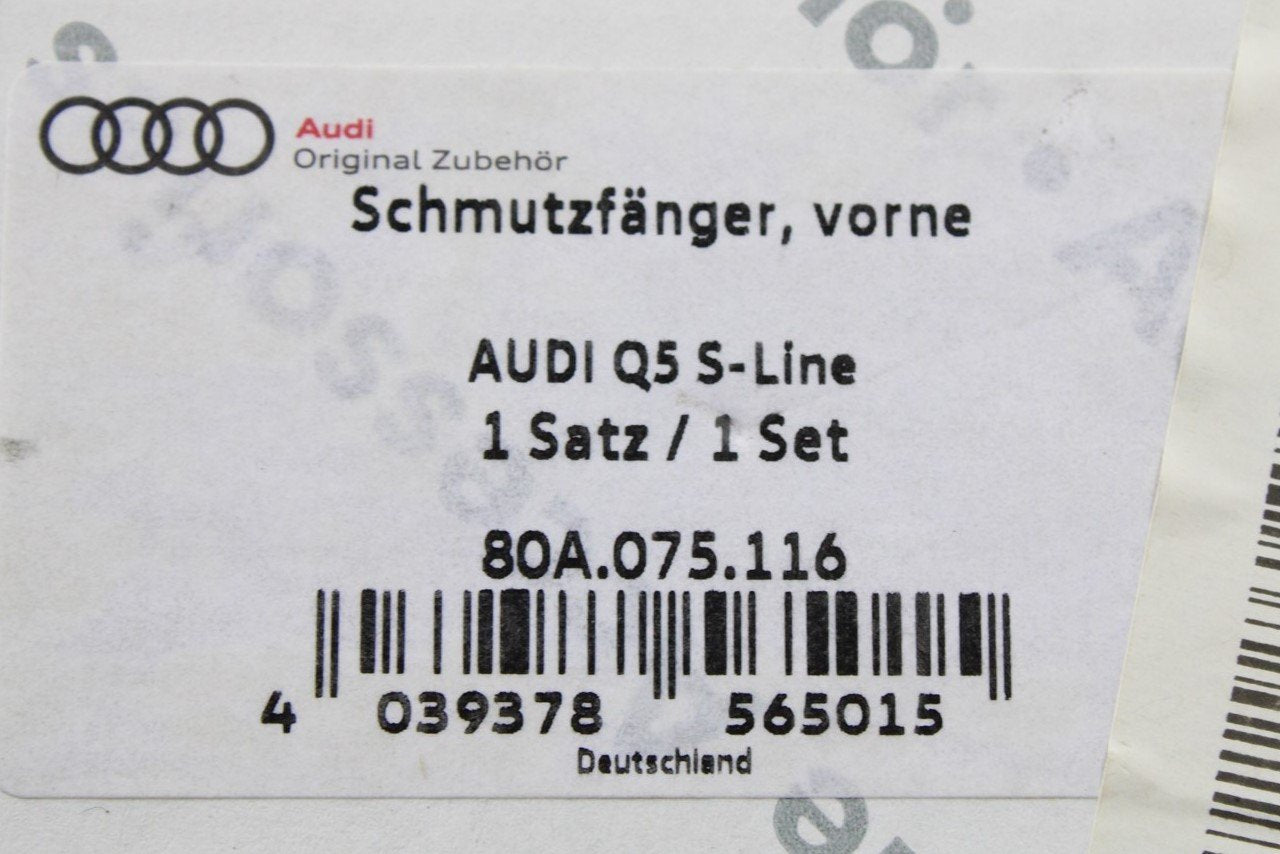 Audi
Original Zubehör
Schmutzfänger, vorne
AUDI Q5 S-Line
1 Satz / 1 Set
80A.075.116
4 039378 565015
Deutschland